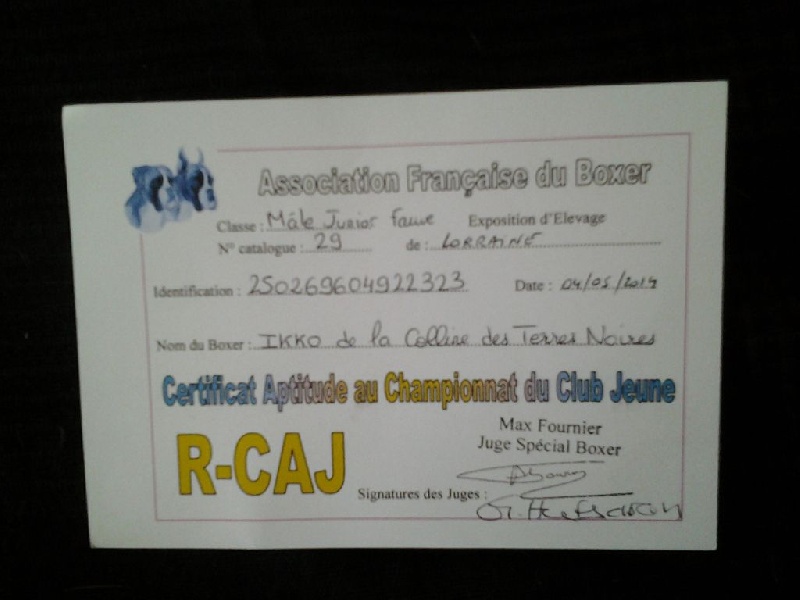 Association Française du Boxer
Classe : Mâle Junior fauve Exposition d'Elevage
N° catalogue : 29 de : LORRAINE
Identification : 250269604922323 Date : 04/05/2014
Nom du Boxer : IKKO de la Colline des Terres Noires
Certificat Aptitude au Championnat du Club Jeune
Max Fournier
R-CAJ Juge Spécial Boxer
Signatures des Juges :